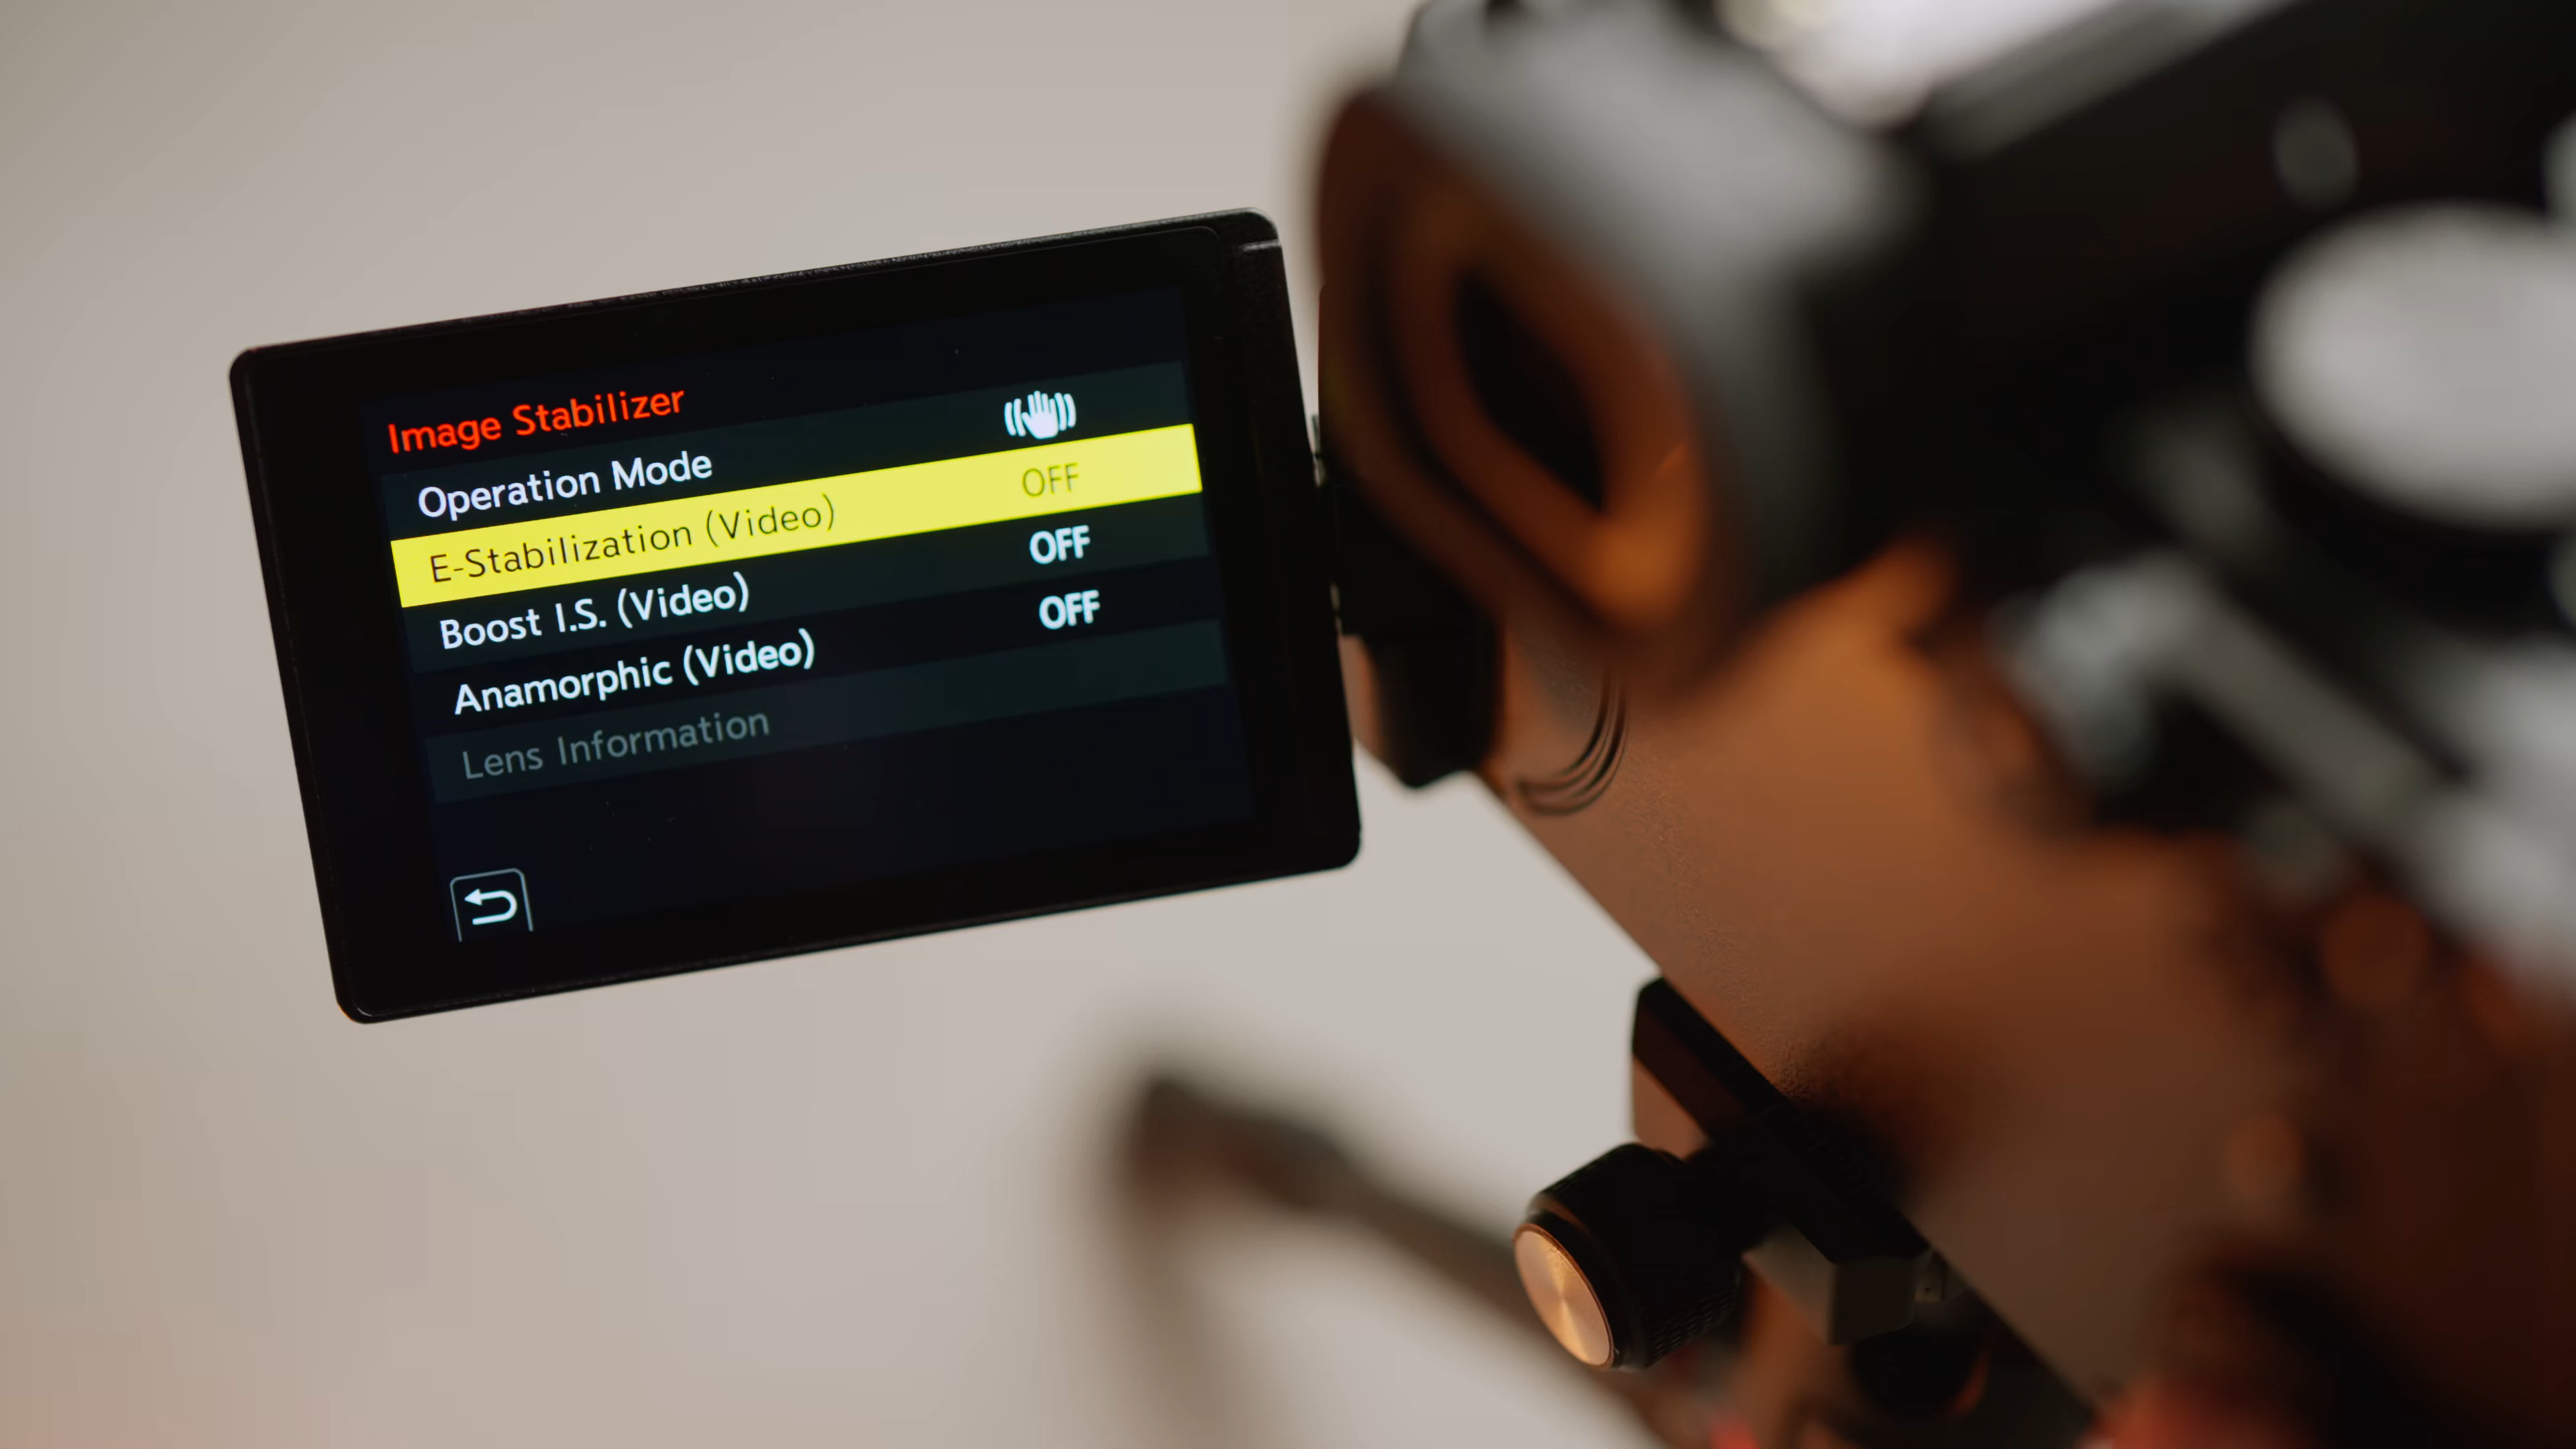 Image Stabilizer
Operation Mode
E-Stabilization (Video) OFF
Boost I.S. (Video) OFF
Anamorphic (Video) OFF
Lens Information